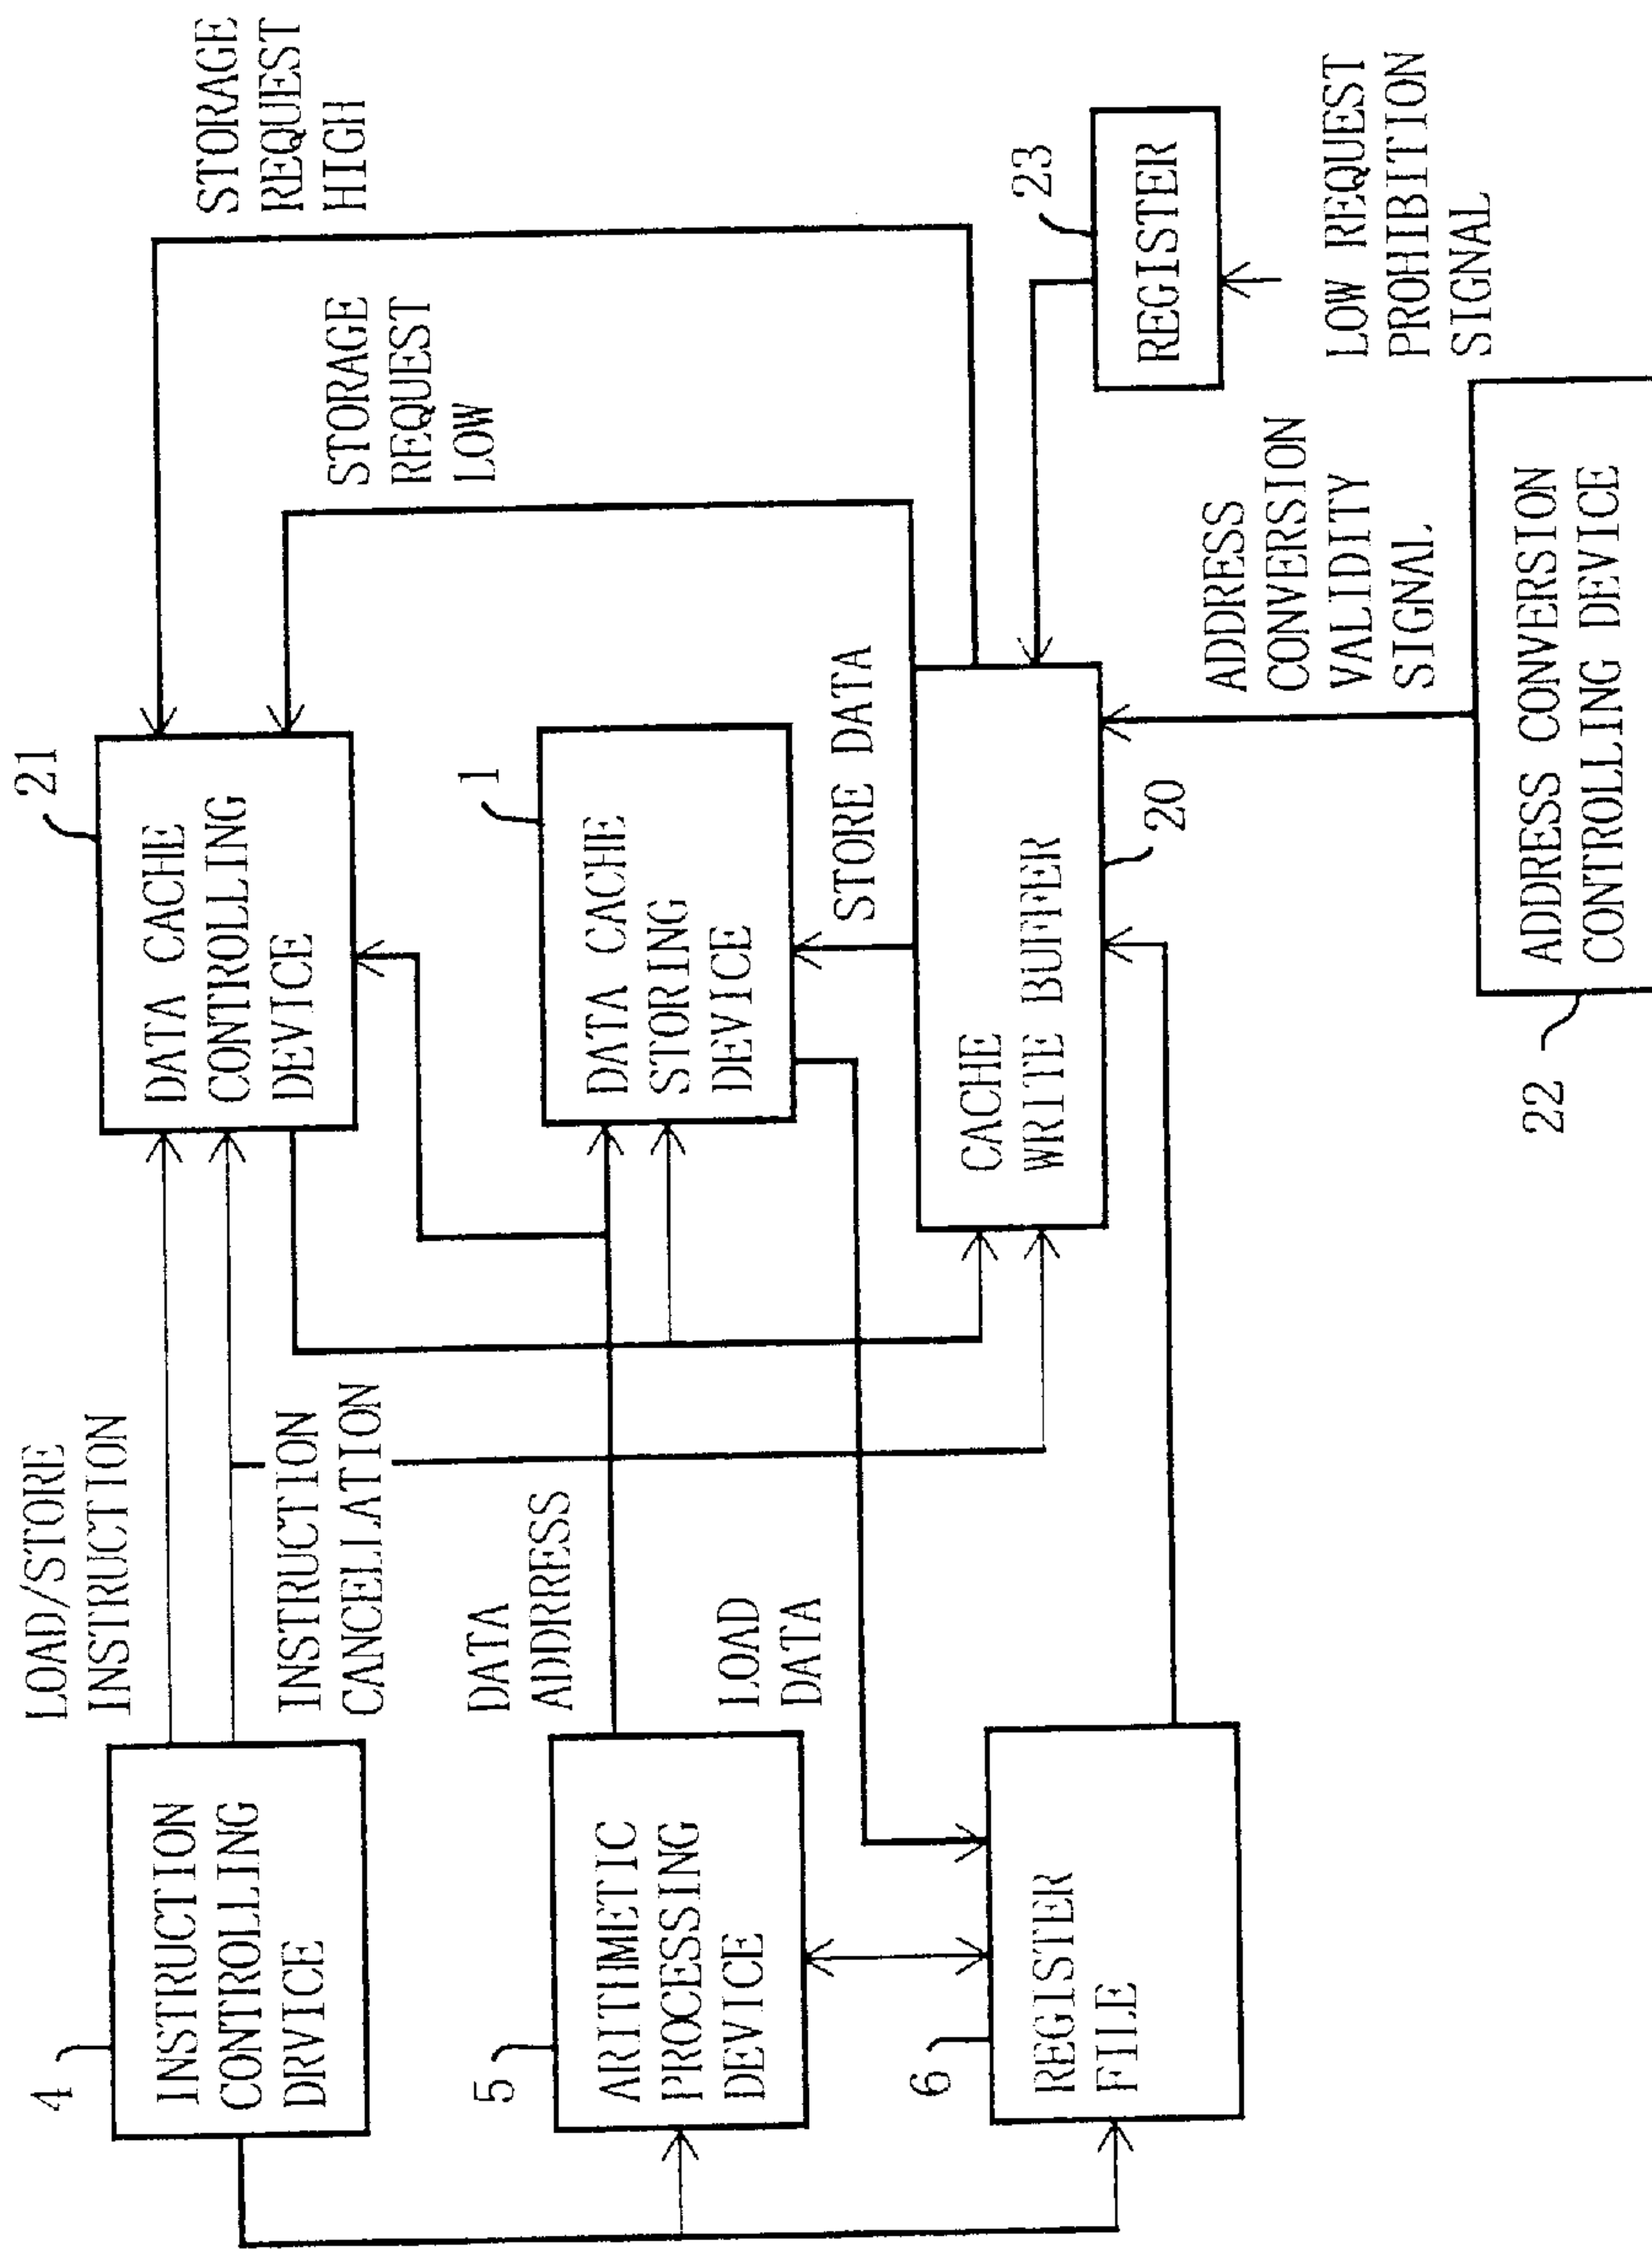 LOAD/STORE
INSTRUCTION
INSTRUCTION
CANCELLATION
4
INSTRUCTION
CONTROLLING
DRVICE
21
DATA CACHE
CONTROLLING
DEVICE
STORAGE
REQUEST
HIGH
STORAGE
REQUEST
LOW
DATA
ADDRRESS
5
ARITHMETIC
PROCESSING
DEVICE
LOAD
DATA
1
DATA CACHE
STORING
DEVICE
STORE DATA
6
REGISTER
FILE
CACHE
WRITE BUFFER
20
23
REGISTER
LOW REQUEST
PROHIBITION
SIGNAL
ADDRESS
CONVERSION
VALIDITY
SIGNAL
22
ADDRESS CONVERSION
CONTROLLING DEVICE